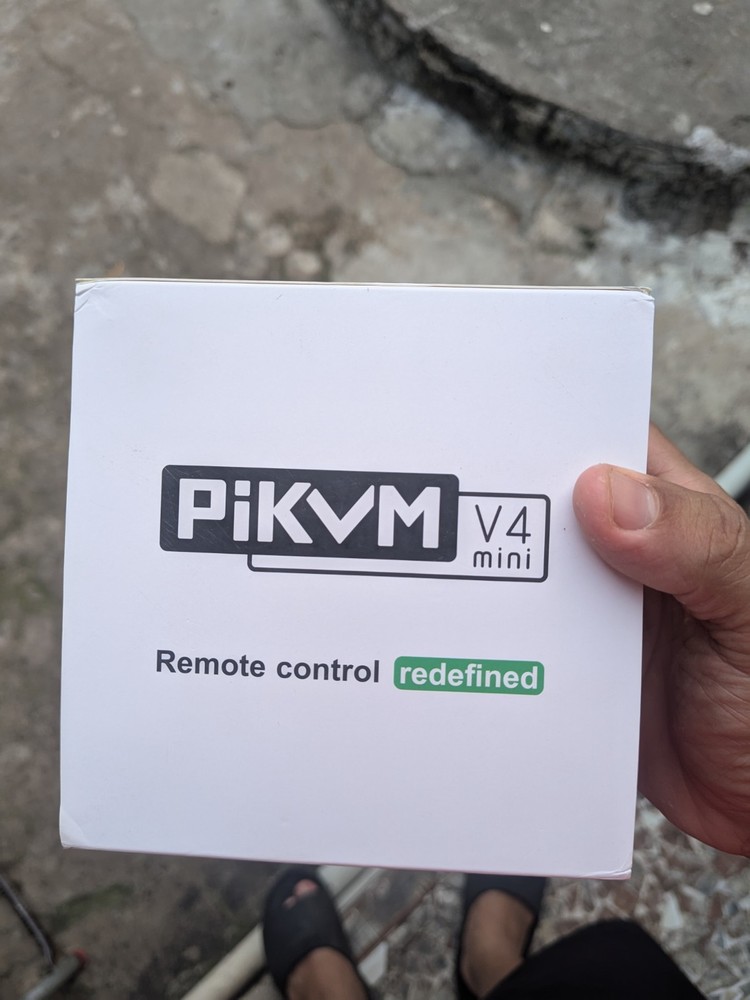 PiKVM V4
mini
Remote control redefined